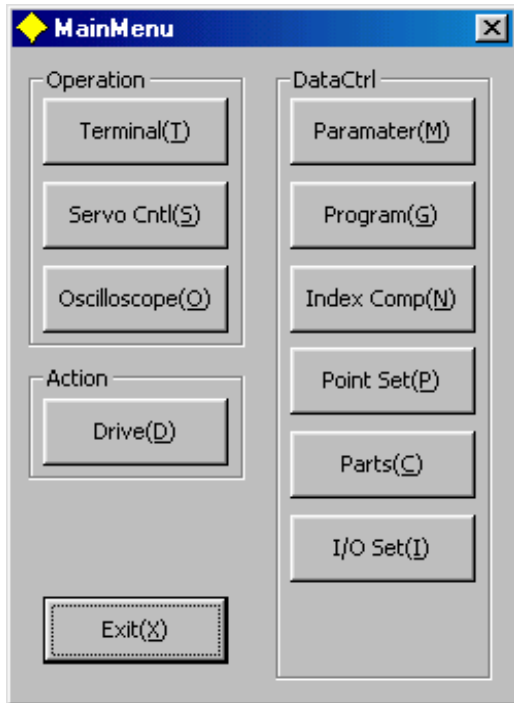 MainMenu
Operation
Terminal(T)
Servo Cntl(S)
Oscilloscope(O)
Action
Drive(D)
Exit(X)
DataCtrl
Paramater(M)
Program(G)
Index Comp(N)
Point Set(P)
Parts(C)
I/O Set(I)